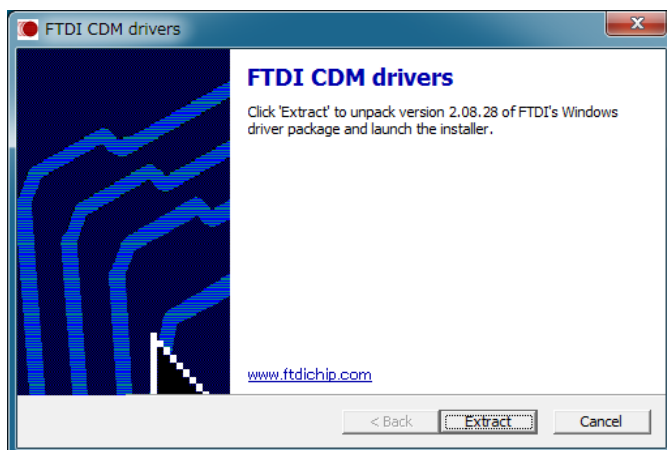 FTDI CDM drivers
FTDI CDM drivers
Click 'Extract' to unpack version 2.08.28 of FTDI's Windows
driver package and launch the installer.
www.ftdichip.com
< Back Extract Cancel